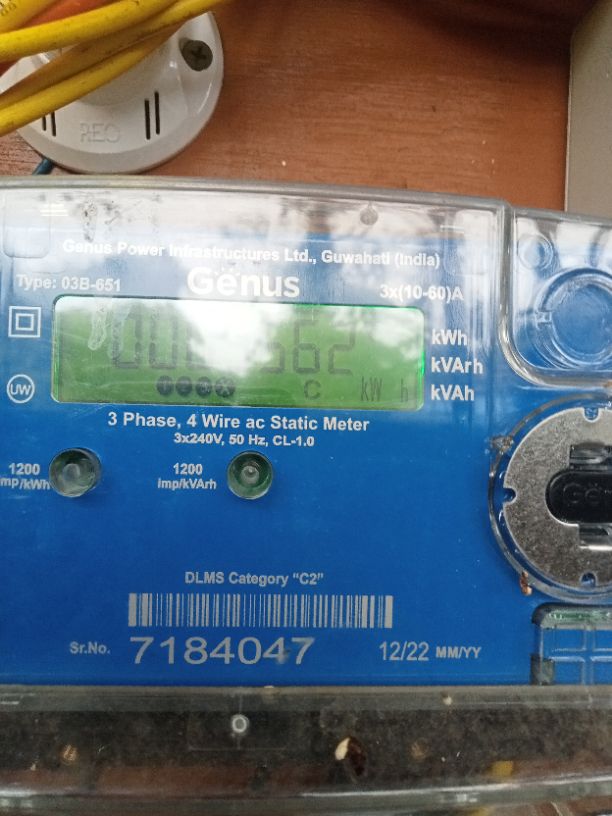 REO
Genus Power Infrastructures Ltd., Guwahati (India)
Type: 03B-651
Genus
3x(10-60)A
kWh
kVArh
kVAh
UW
C
kW h
3 Phase, 4 Wire ac Static Meter
3x240V, 50 Hz, CL-1.0
1200
imp/kWh
1200
imp/kVArh
DLMS Category "C2"
Sr.No. 7184047
12/22 MM/YY